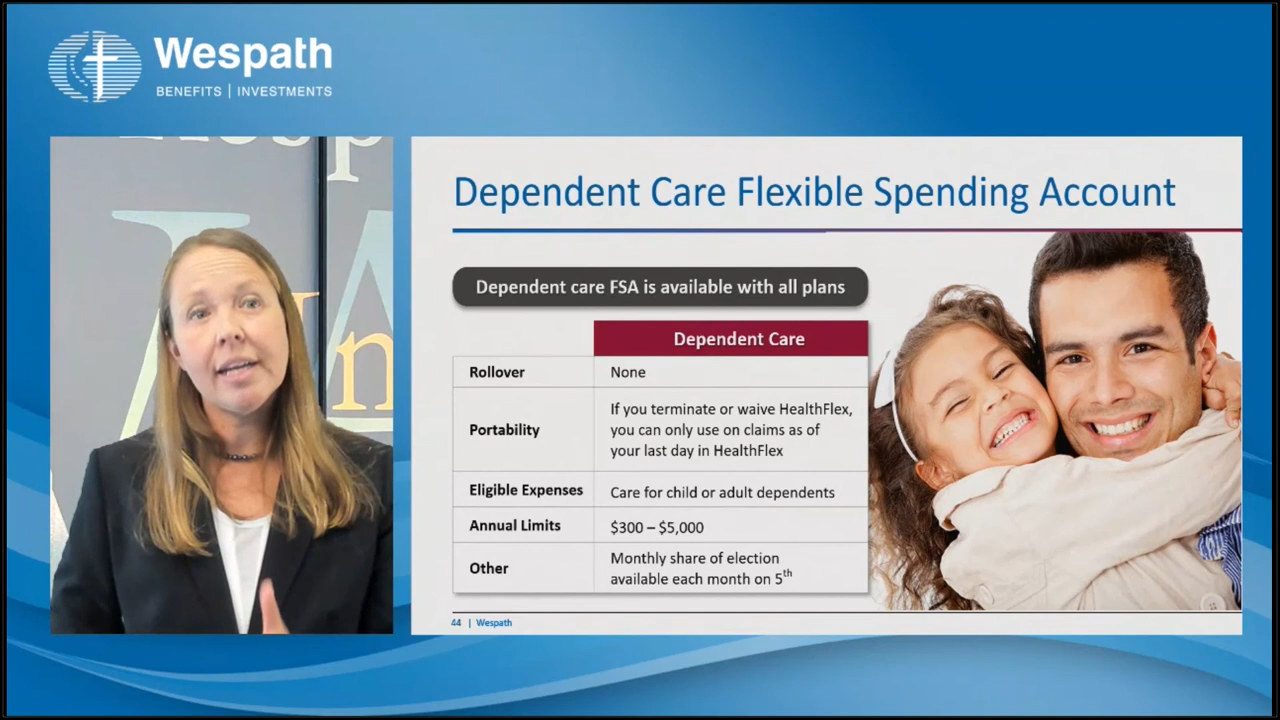 Wespath
BENEFITS | INVESTMENTS
Dependent Care Flexible Spending Account
Dependent care FSA is available with all plans
Dependent Care
Rollover
None
Portability
If you terminate or waive HealthFlex,
you can only use on claims as of
your last day in HealthFlex
Eligible Expenses
Care for child or adult dependents
Annual Limits
$300 – $5,000
Other
Monthly share of election
available each month on 5th
44 | Wespath